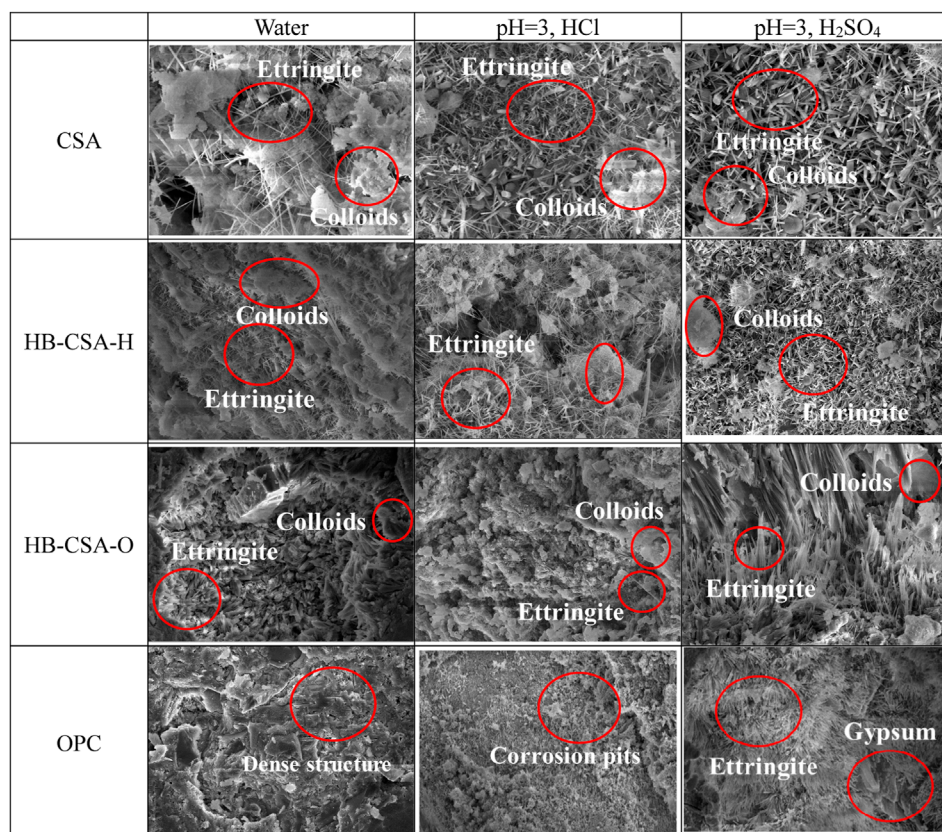 Water
pH=3, HCl
pH=3, H₂SO₄
CSA
Ettringite
Colloids
Ettringite
Colloids
Ettringite
Colloids
HB-CSA-H
Colloids
Ettringite
Ettringite
Colloids
Ettringite
HB-CSA-O
Colloids
Ettringite
Colloids
Ettringite
Colloids
Ettringite
OPC
Dense structure
Corrosion pits
Ettringite
Gypsum